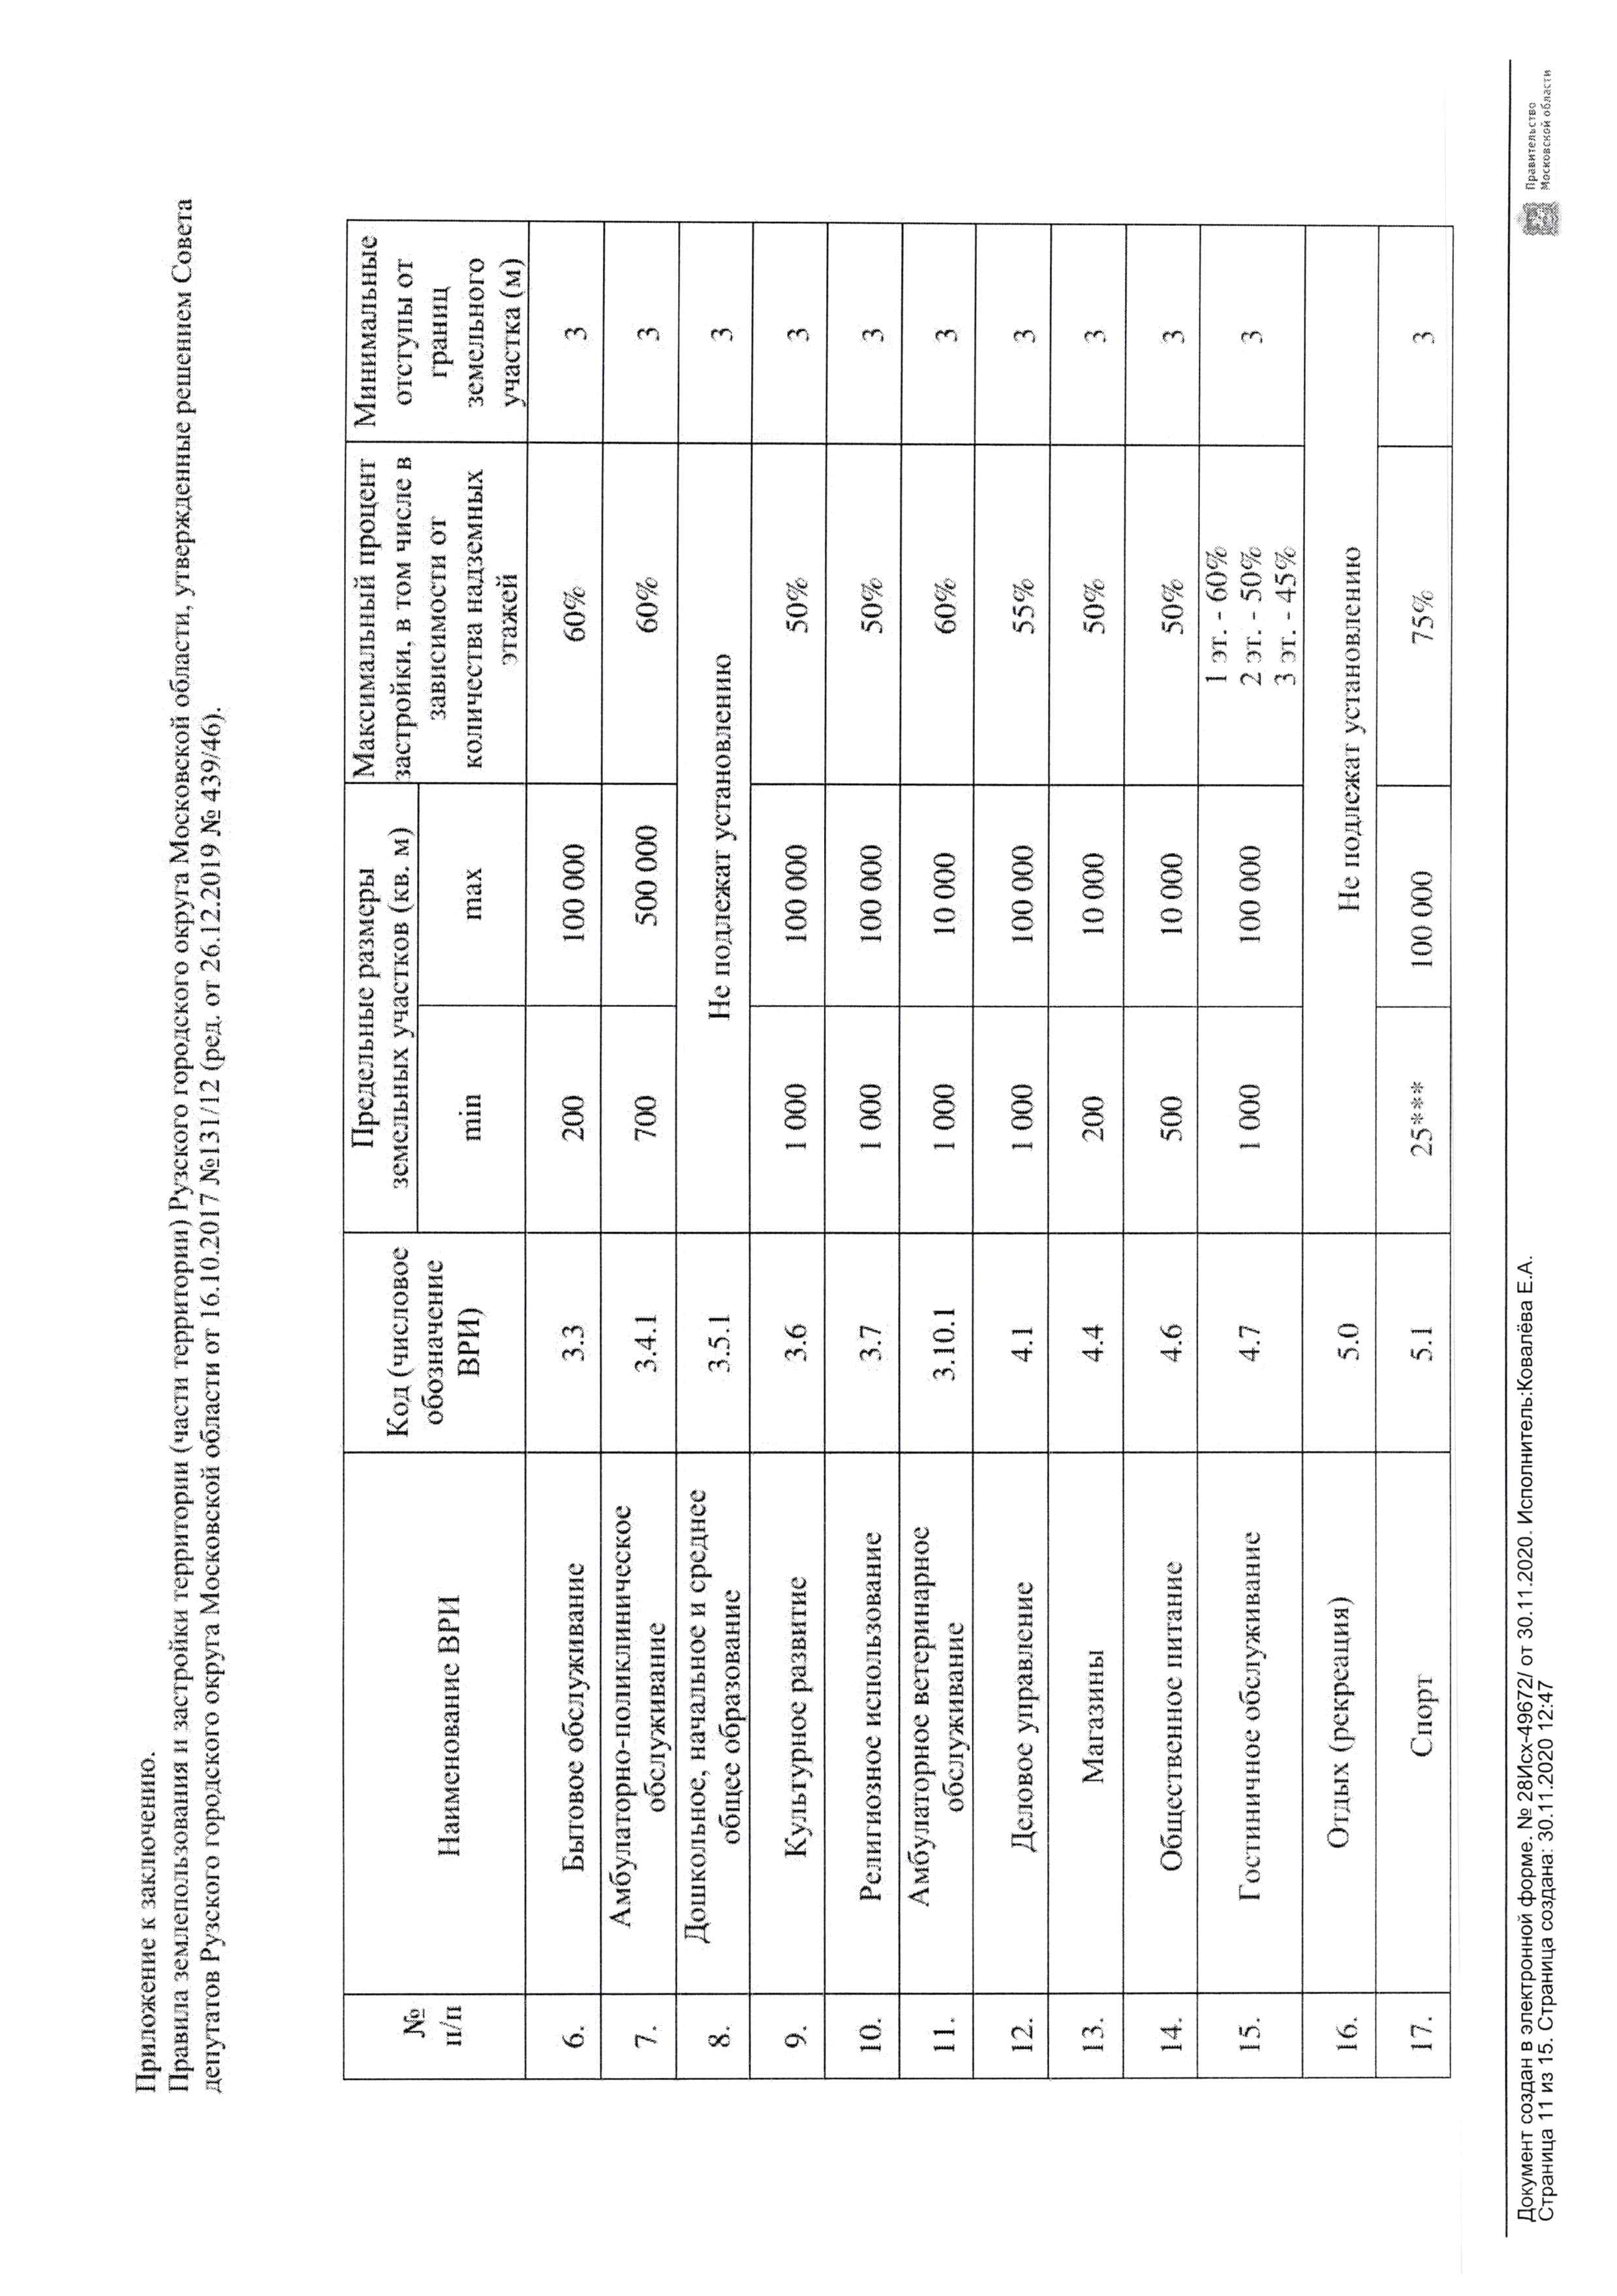 Приложение к заключению.
Правила землепользования и застройки территории (части территории) Рузского городского округа Московской области, утвержденные решением Совета
депутатов Рузского городского округа Московской области от 16.10.2017 №131/12 (ред. от 26.12.2019 № 439/46).
№ п/п | Наименование ВРИ | Код (числовое обозначение ВРИ) | Предельные размеры земельных участков (кв. м) | Максимальный процент застройки, в том числе в зависимости от количества надземных этажей | Минимальные отступы от границ земельного участка (м)
min | max
6. | Бытовое обслуживание | 3.3 | 200 | 100 000 | 60% | 3
7. | Амбулаторно-поликлиническое обслуживание | 3.4.1 | 700 | 500 000 | 60% | 3
8. | Дошкольное, начальное и среднее общее образование | 3.5.1 | Не подлежат установлению | 3
9. | Культурное развитие | 3.6 | 1 000 | 100 000 | 50% | 3
10. | Религиозное использование | 3.7 | 1 000 | 100 000 | 50% | 3
11. | Амбулаторное ветеринарное обслуживание | 3.10.1 | 1 000 | 10 000 | 60% | 3
12. | Деловое управление | 4.1 | 1 000 | 100 000 | 55% | 3
13. | Магазины | 4.4 | 200 | 10 000 | 50% | 3
14. | Общественное питание | 4.6 | 500 | 10 000 | 50% | 3
15. | Гостиничное обслуживание | 4.7 | 1 000 | 100 000 | 1 эт. - 60% 2 эт. - 50% 3 эт. - 45% | 3
16. | Отдых (рекреация) | 5.0 | Не подлежат установлению
17. | Спорт | 5.1 | 25*** | 100 000 | 75% | 3
Документ создан в электронной форме. № 28Исх-49672/ от 30.11.2020. Исполнитель:Ковалёва Е.А.
Страница 11 из 15. Страница создана: 30.11.2020 12:47
Правительство
Московской области